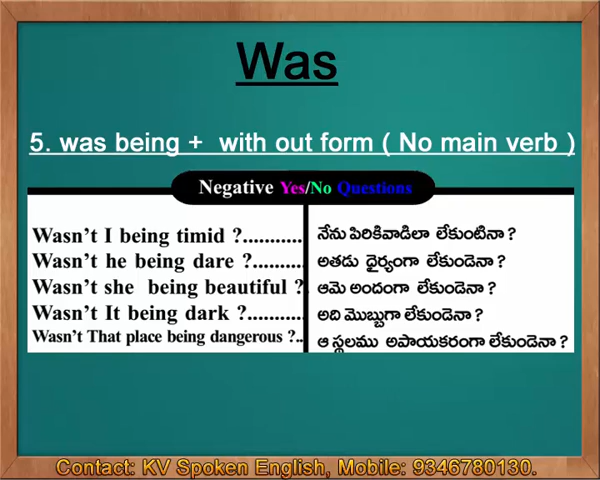 Was
5. was being + with out form ( No main verb )
Negative Yes/No Questions
Wasn't I being timid ?........... నేను పిరికివాడిలా లేకుంటినా ?
Wasn't he being dare ?......... అతడు ధైర్యంగా లేకుండెనా ?
Wasn't she being beautiful ? ఆమె అందంగా లేకుండెనా ?
Wasn't It being dark ?.......... అది మొబ్బుగా లేకుండెనా ?
Wasn't That place being dangerous ?.. ఆ స్థలము అపాయకరంగా లేకుండెనా ?
Contact: KV Spoken English, Mobile: 9346780130.